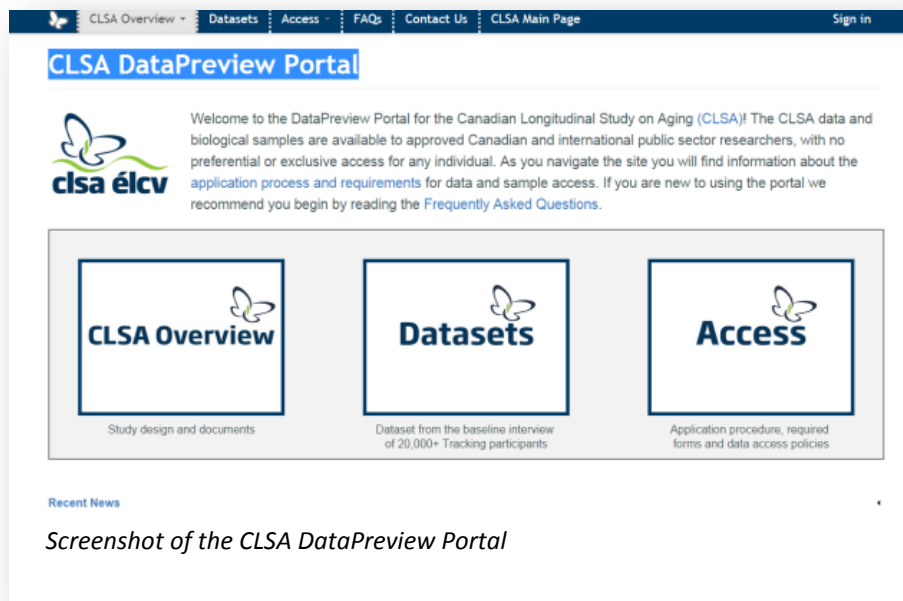 CLSA Overview Datasets Access FAQs Contact Us CLSA Main Page Sign in
CLSA DataPreview Portal
clsa élcv
Welcome to the DataPreview Portal for the Canadian Longitudinal Study on Aging (CLSA)! The CLSA data and
biological samples are available to approved Canadian and international public sector researchers, with no
preferential or exclusive access for any individual. As you navigate the site you will find information about the
application process and requirements for data and sample access. If you are new to using the portal we
recommend you begin by reading the Frequently Asked Questions.
CLSA Overview
Datasets
Access
Study design and documents
Dataset from the baseline interview
of 20,000+ Tracking participants
Application procedure, required
forms and data access policies
Recent News
Screenshot of the CLSA DataPreview Portal